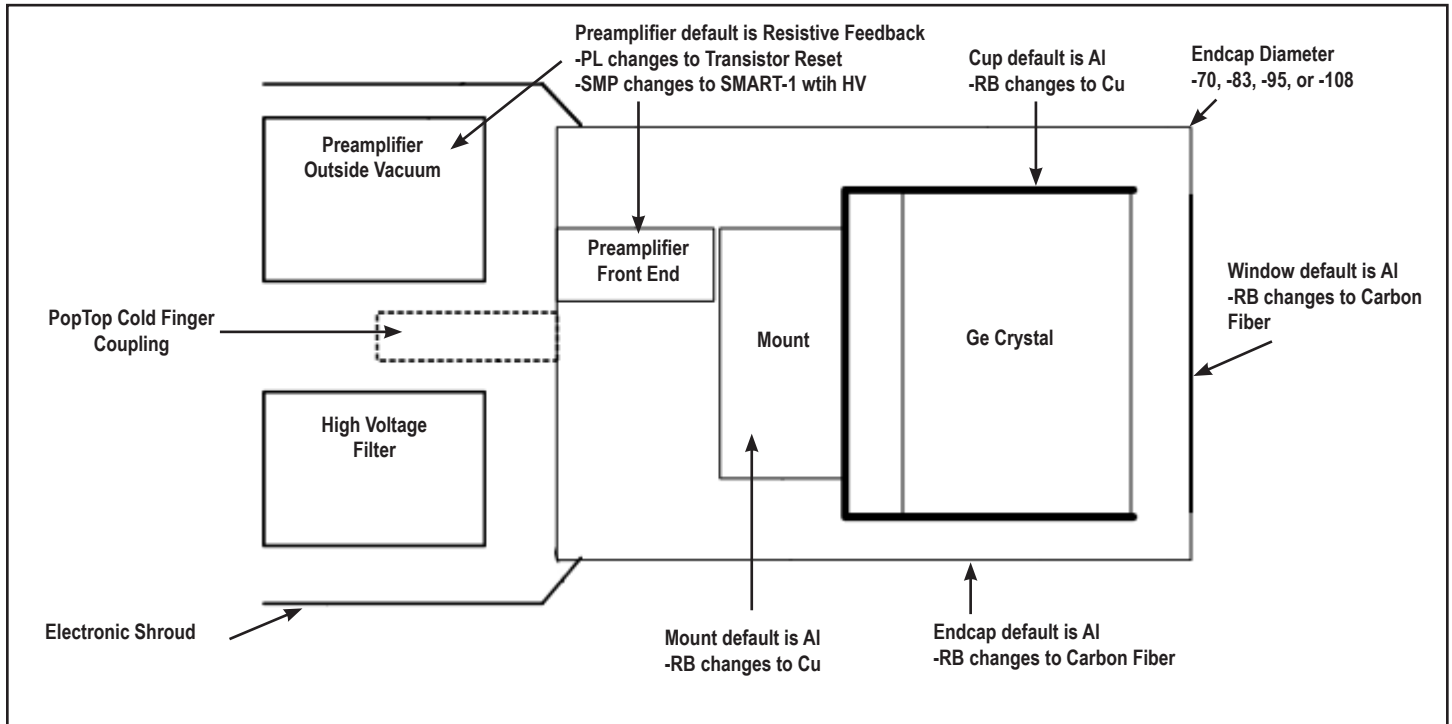 Preamplifier default is Resistive Feedback
-PL changes to Transistor Reset
-SMP changes to SMART-1 wtih HV
Cup default is Al
-RB changes to Cu
Endcap Diameter
-70, -83, -95, or -108
Preamplifier
Outside Vacuum
Preamplifier
Front End
Window default is Al
-RB changes to Carbon
Fiber
PopTop Cold Finger
Coupling
Mount
Ge Crystal
High Voltage
Filter
Electronic Shroud
Mount default is Al
-RB changes to Cu
Endcap default is Al
-RB changes to Carbon Fiber